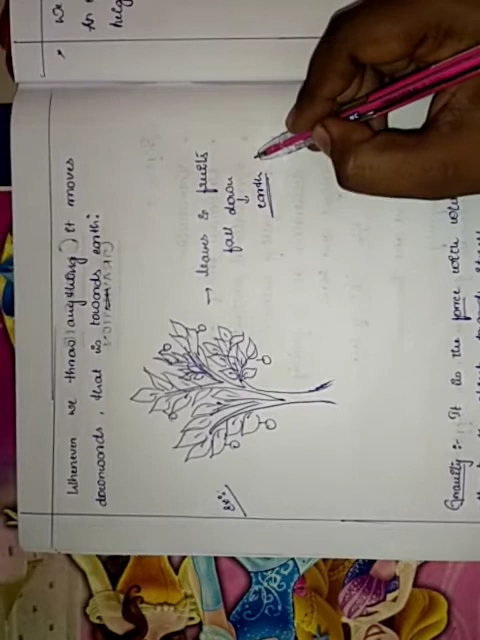 we
Whenever we throw anything it moves
downwards, that is towards earth.
Ex:
→ leaves & fruits
fall down
↓
earth
Gravity :- It is the force with